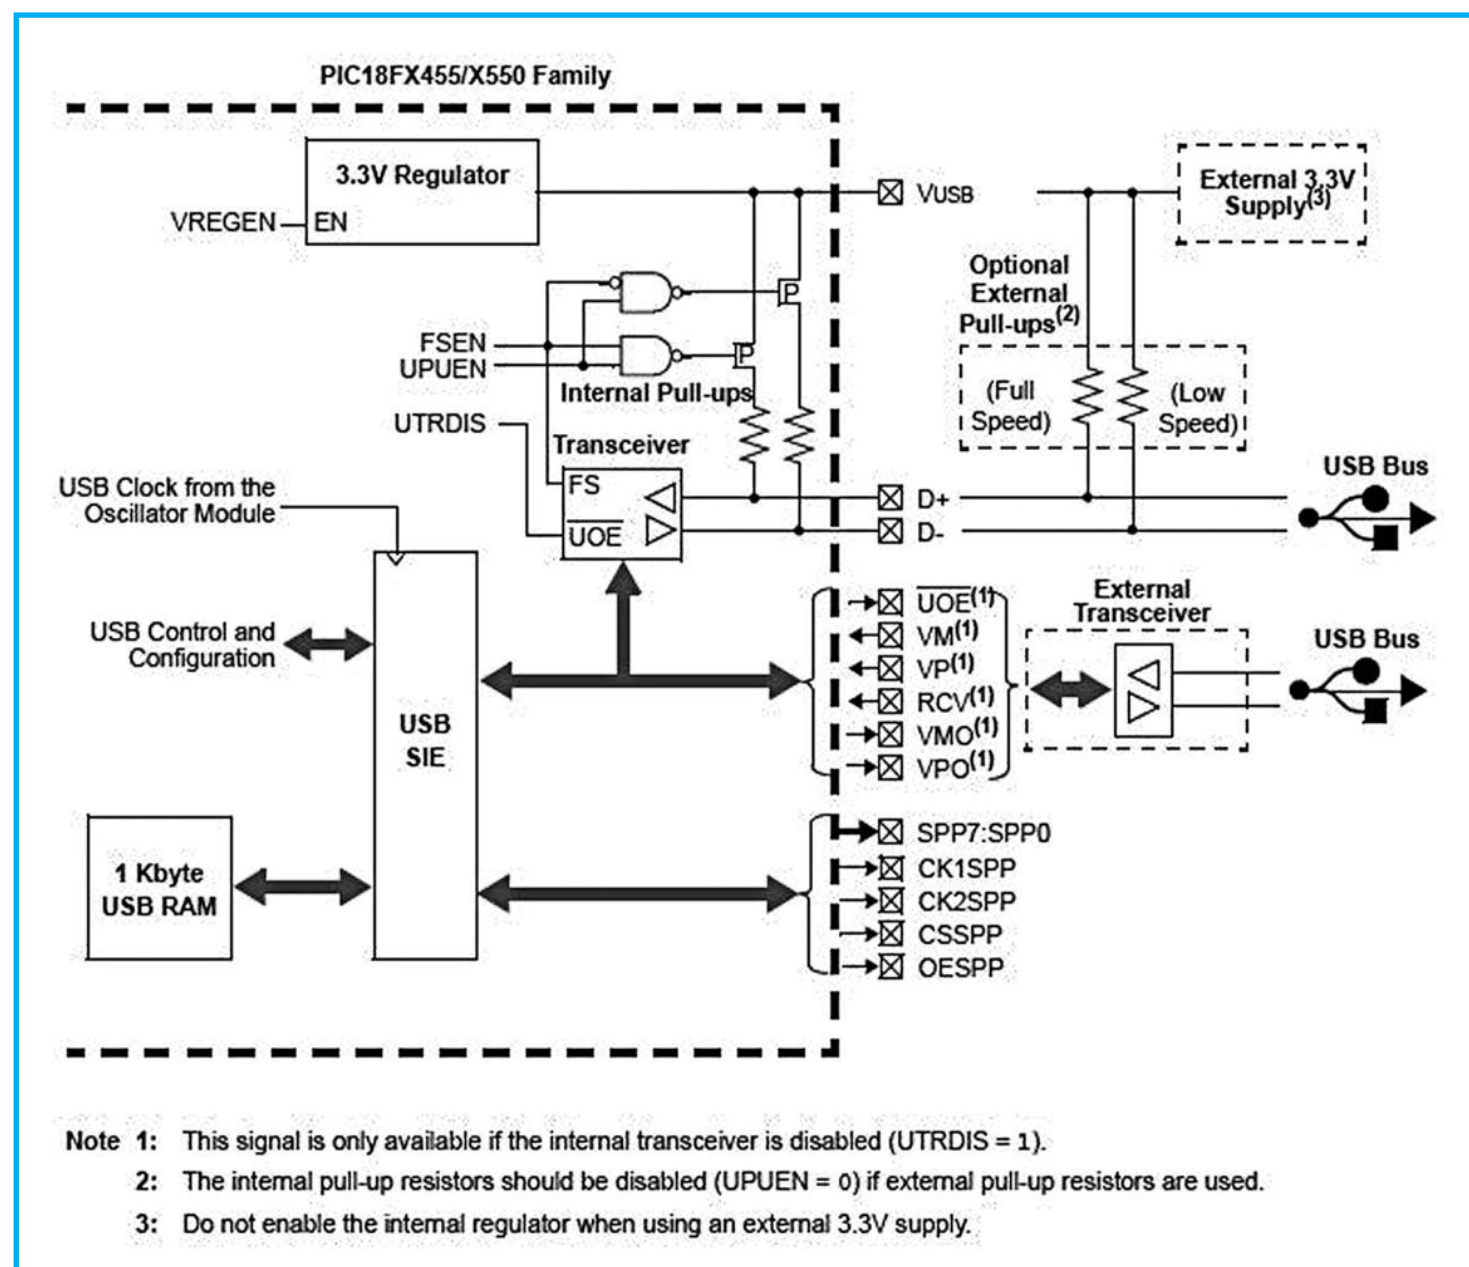 PIC18FX455/X550 Family
3.3V Regulator
VREGEN
EN
VUSB
External 3.3V
Supply(3)
Optional
External
Pull-ups(2)
FSEN
UPUEN
P
P
Internal Pull-ups
(Full
Speed)
(Low
Speed)
UTRDIS
Transceiver
FS
UOE
USB Clock from the
Oscillator Module
D+
D-
USB Bus
USB Control and
Configuration
UOE(1)
VM(1)
VP(1)
RCV(1)
VMO(1)
VPO(1)
External
Transceiver
USB Bus
USB
SIE
1 Kbyte
USB RAM
SPP7:SPP0
CK1SPP
CK2SPP
CSSPP
OESPP
Note 1: This signal is only available if the internal transceiver is disabled (UTRDIS = 1).
2: The internal pull-up resistors should be disabled (UPUEN = 0) if external pull-up resistors are used.
3: Do not enable the internal regulator when using an external 3.3V supply.